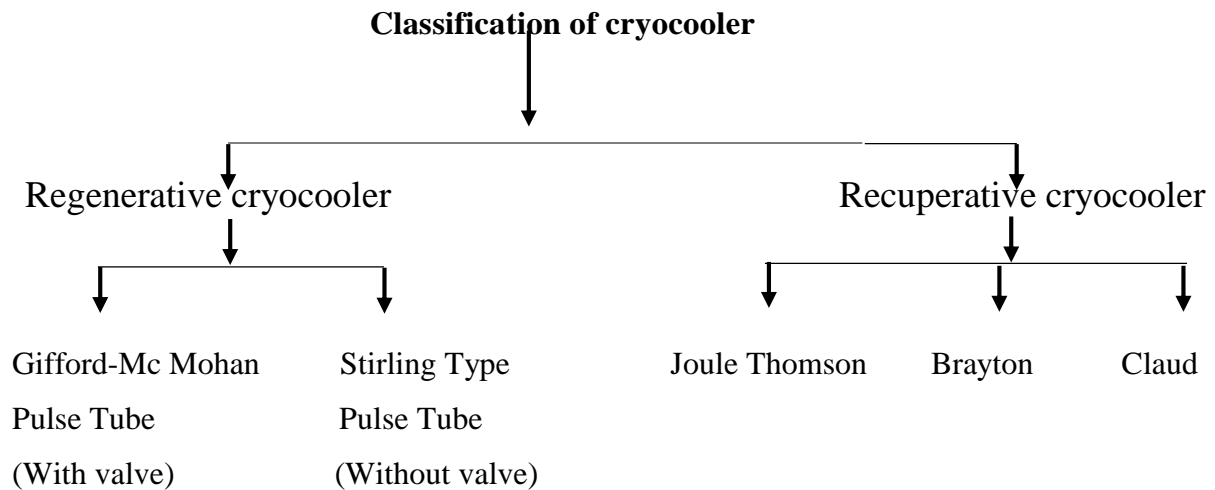 Classification of cryocooler
Regenerative cryocooler Recuperative cryocooler
Gifford-Mc Mohan Stirling Type Joule Thomson Brayton Claud
Pulse Tube Pulse Tube
(With valve) (Without valve)